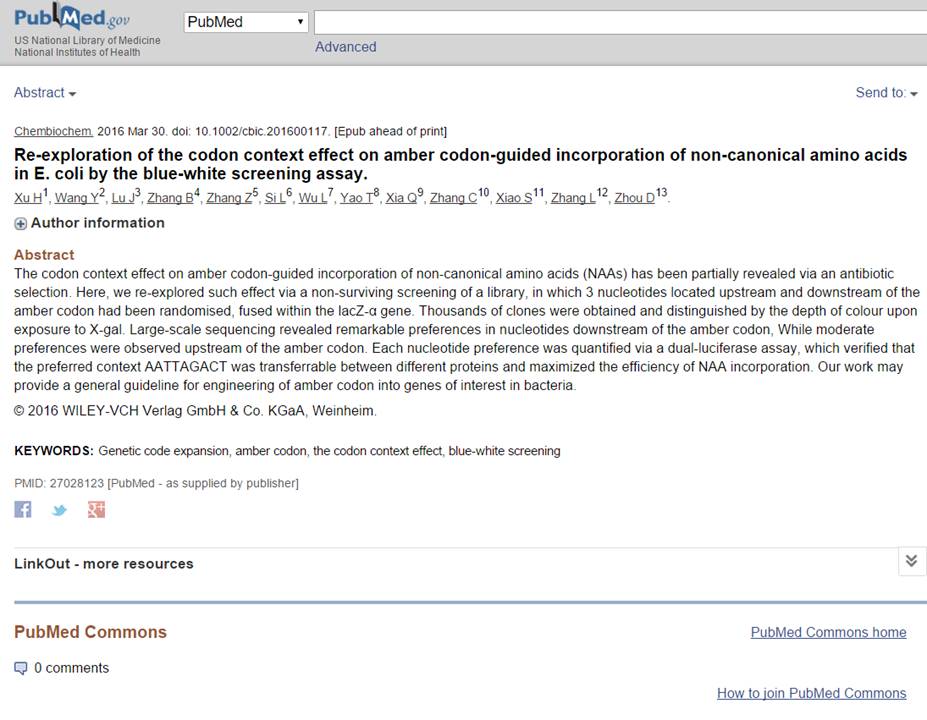 PubMed.gov
US National Library of Medicine
National Institutes of Health
PubMed
Advanced
Abstract
Send to:
Chembiochem. 2016 Mar 30. doi: 10.1002/cbic.201600117. [Epub ahead of print]
Re-exploration of the codon context effect on amber codon-guided incorporation of non-canonical amino acids
in E. coli by the blue-white screening assay.
Xu H1, Wang Y2, Lu J3, Zhang B4, Zhang Z5, Si L6, Wu L7, Yao T8, Xia Q9, Zhang C10, Xiao S11, Zhang L12, Zhou D13.
Author information
Abstract
The codon context effect on amber codon-guided incorporation of non-canonical amino acids (NAAs) has been partially revealed via an antibiotic
selection. Here, we re-explored such effect via a non-surviving screening of a library, in which 3 nucleotides located upstream and downstream of the
amber codon had been randomised, fused within the lacZ-α gene. Thousands of clones were obtained and distinguished by the depth of colour upon
exposure to X-gal. Large-scale sequencing revealed remarkable preferences in nucleotides downstream of the amber codon, While moderate
preferences were observed upstream of the amber codon. Each nucleotide preference was quantified via a dual-luciferase assay, which verified that
the preferred context AATTAGACT was transferrable between different proteins and maximized the efficiency of NAA incorporation. Our work may
provide a general guideline for engineering of amber codon into genes of interest in bacteria.
© 2016 WILEY-VCH Verlag GmbH & Co. KGaA, Weinheim.
KEYWORDS: Genetic code expansion, amber codon, the codon context effect, blue-white screening
PMID: 27028123 [PubMed - as supplied by publisher]
f
g+
LinkOut - more resources
PubMed Commons
PubMed Commons home
0 comments
How to join PubMed Commons